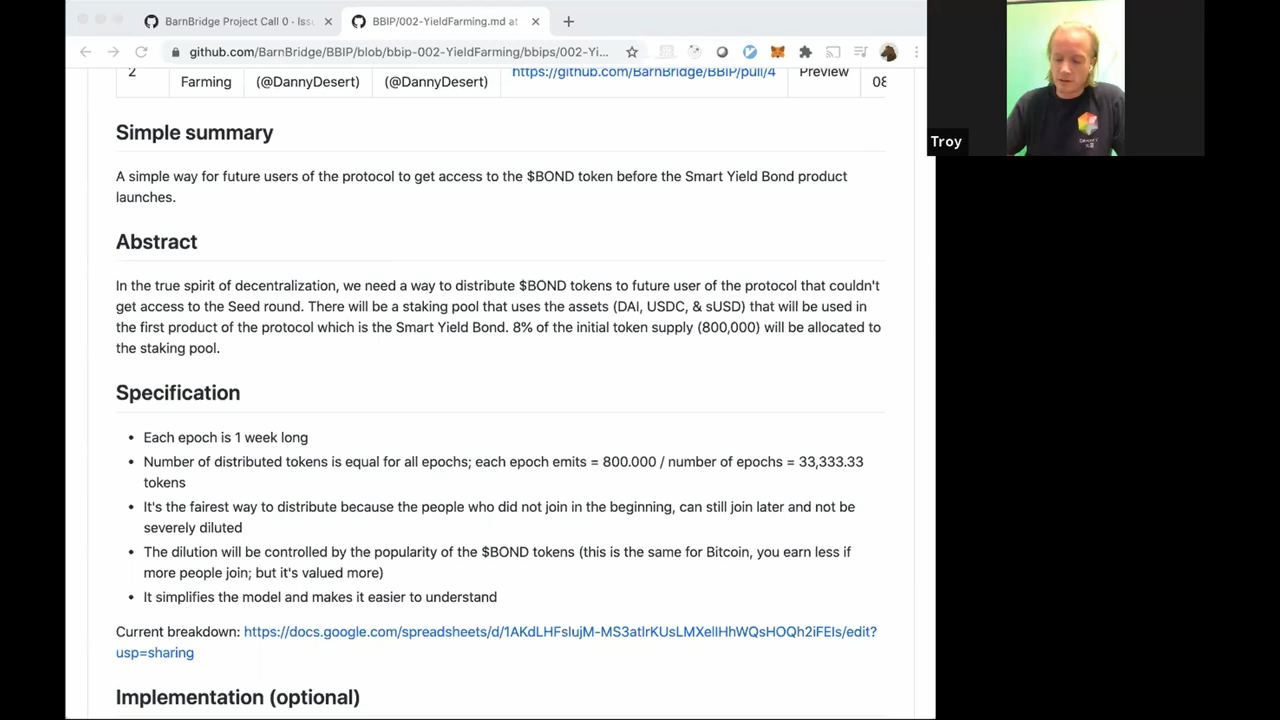 BarnBridge Project Call 0 · Issu
BBIP/002-YieldFarming.md at
github.com/BarnBridge/BBIP/blob/bbip-002-YieldFarming/bbips/002-Yi...
2
Farming
(@DannyDesert)
(@DannyDesert)
https://github.com/BarnBridge/BBIP/pull/4
Preview
08
Simple summary
A simple way for future users of the protocol to get access to the $BOND token before the Smart Yield Bond product
launches.
Abstract
In the true spirit of decentralization, we need a way to distribute $BOND tokens to future user of the protocol that couldn't
get access to the Seed round. There will be a staking pool that uses the assets (DAI, USDC, & sUSD) that will be used in
the first product of the protocol which is the Smart Yield Bond. 8% of the initial token supply (800,000) will be allocated to
the staking pool.
Specification
• Each epoch is 1 week long
• Number of distributed tokens is equal for all epochs; each epoch emits = 800.000 / number of epochs = 33,333.33
tokens
• It's the fairest way to distribute because the people who did not join in the beginning, can still join later and not be
severely diluted
• The dilution will be controlled by the popularity of the $BOND tokens (this is the same for Bitcoin, you earn less if
more people join; but it's valued more)
• It simplifies the model and makes it easier to understand
Current breakdown: https://docs.google.com/spreadsheets/d/1AKdLHFslujM-MS3atlrKUsLMXellHhWQsHOQh2iFEIs/edit?
usp=sharing
Implementation (optional)
Troy